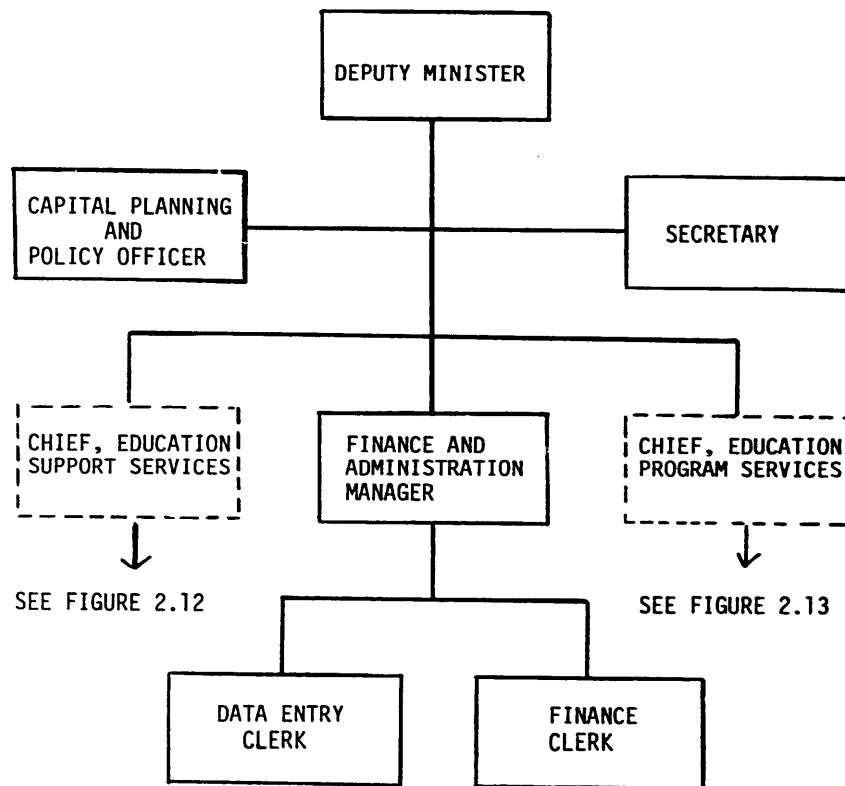 DEPUTY MINISTER
CAPITAL PLANNING
AND
POLICY OFFICER
SECRETARY
CHIEF, EDUCATION
SUPPORT SERVICES
FINANCE AND
ADMINISTRATION
MANAGER
CHIEF, EDUCATION
PROGRAM SERVICES
SEE FIGURE 2.12
SEE FIGURE 2.13
DATA ENTRY
CLERK
FINANCE
CLERK